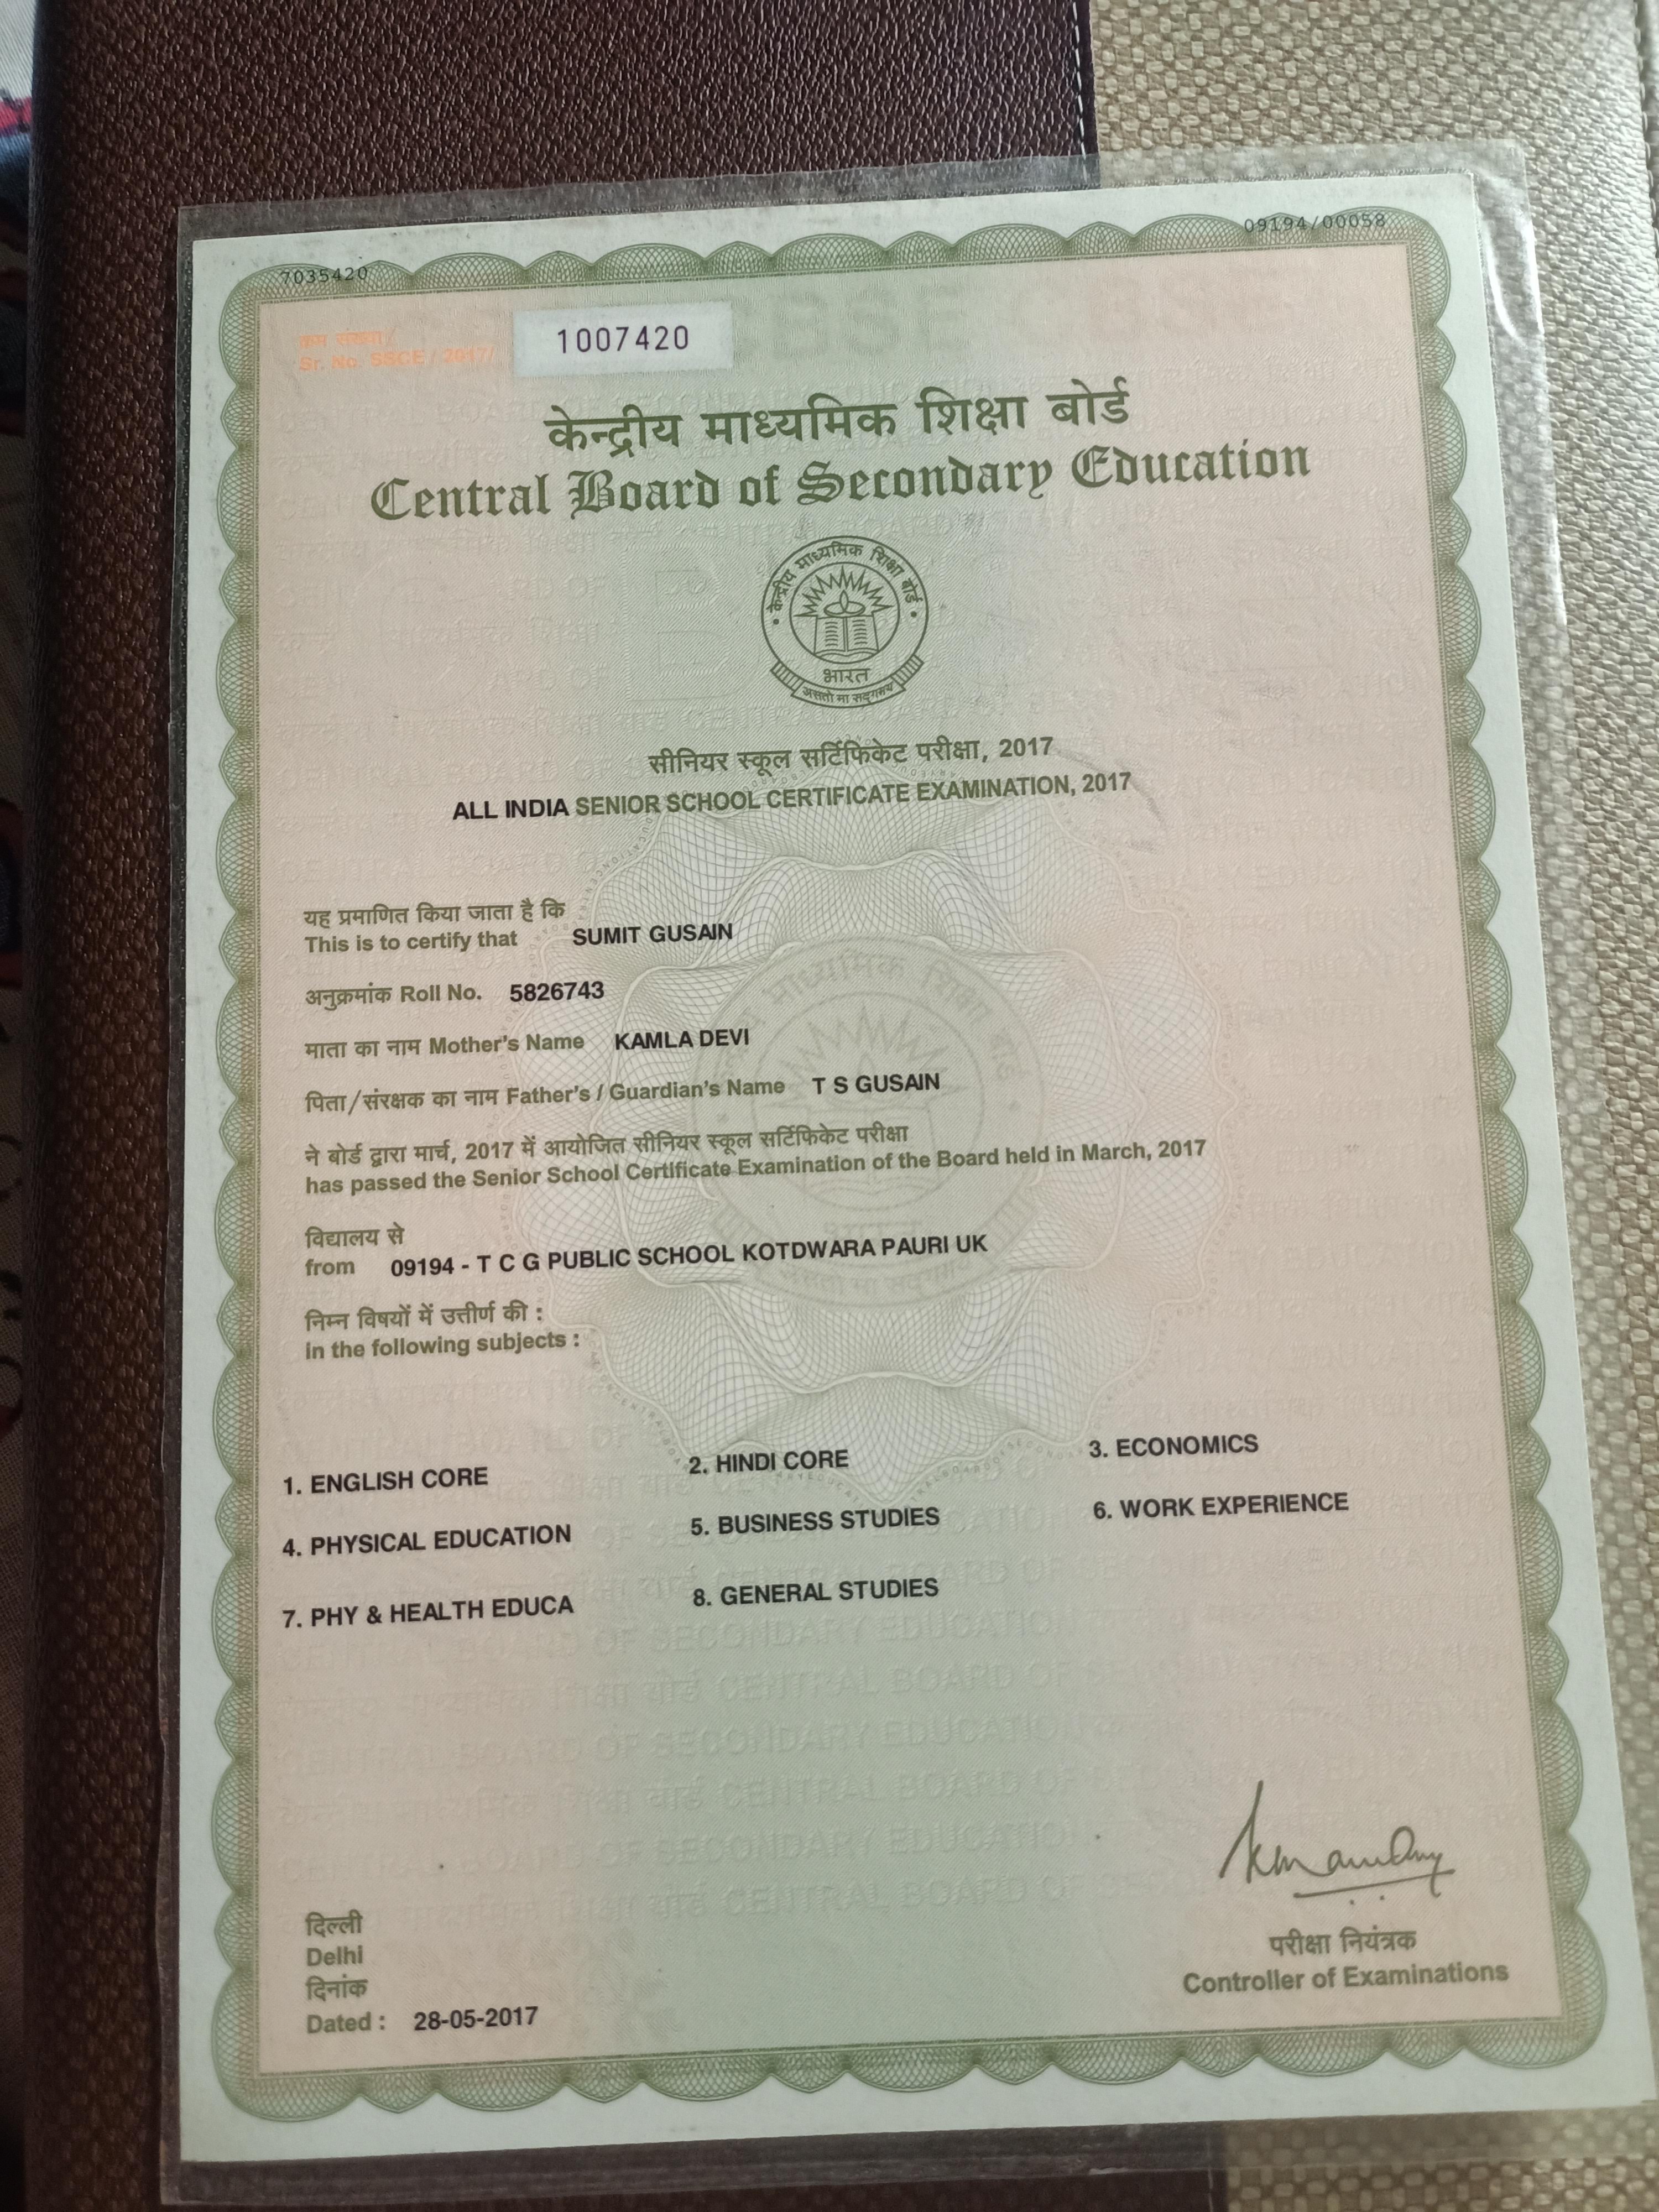 7035420
09194/00058
क्रम संख्या/
Sr. No. SSCE / 2017/ 1007420
केन्द्रीय माध्यमिक शिक्षा बोर्ड
Central Board of Secondary Education
केन्द्रीय माध्यमिक शिक्षा बोर्ड
भारत
असतो मा सद्गमय
सीनियर स्कूल सर्टिफिकेट परीक्षा, 2017
ALL INDIA SENIOR SCHOOL CERTIFICATE EXAMINATION, 2017
यह प्रमाणित किया जाता है कि
This is to certify that SUMIT GUSAIN
अनुक्रमांक Roll No. 5826743
माता का नाम Mother's Name KAMLA DEVI
पिता/संरक्षक का नाम Father's / Guardian's Name T S GUSAIN
ने बोर्ड द्वारा मार्च, 2017 में आयोजित सीनियर स्कूल सर्टिफिकेट परीक्षा
has passed the Senior School Certificate Examination of the Board held in March, 2017
विद्यालय से
from 09194 - T C G PUBLIC SCHOOL KOTDWARA PAURI UK
निम्न विषयों में उत्तीर्ण की :
in the following subjects :
1. ENGLISH CORE 2. HINDI CORE 3. ECONOMICS
4. PHYSICAL EDUCATION 5. BUSINESS STUDIES 6. WORK EXPERIENCE
7. PHY & HEALTH EDUCA 8. GENERAL STUDIES
दिल्ली
Delhi
दिनांक
Dated : 28-05-2017
परीक्षा नियंत्रक
Controller of Examinations